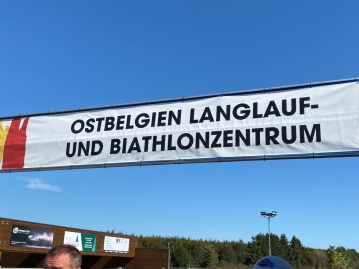 OSTBELGIEN LANGLAUF-
UND BIATHLONZENTRUM